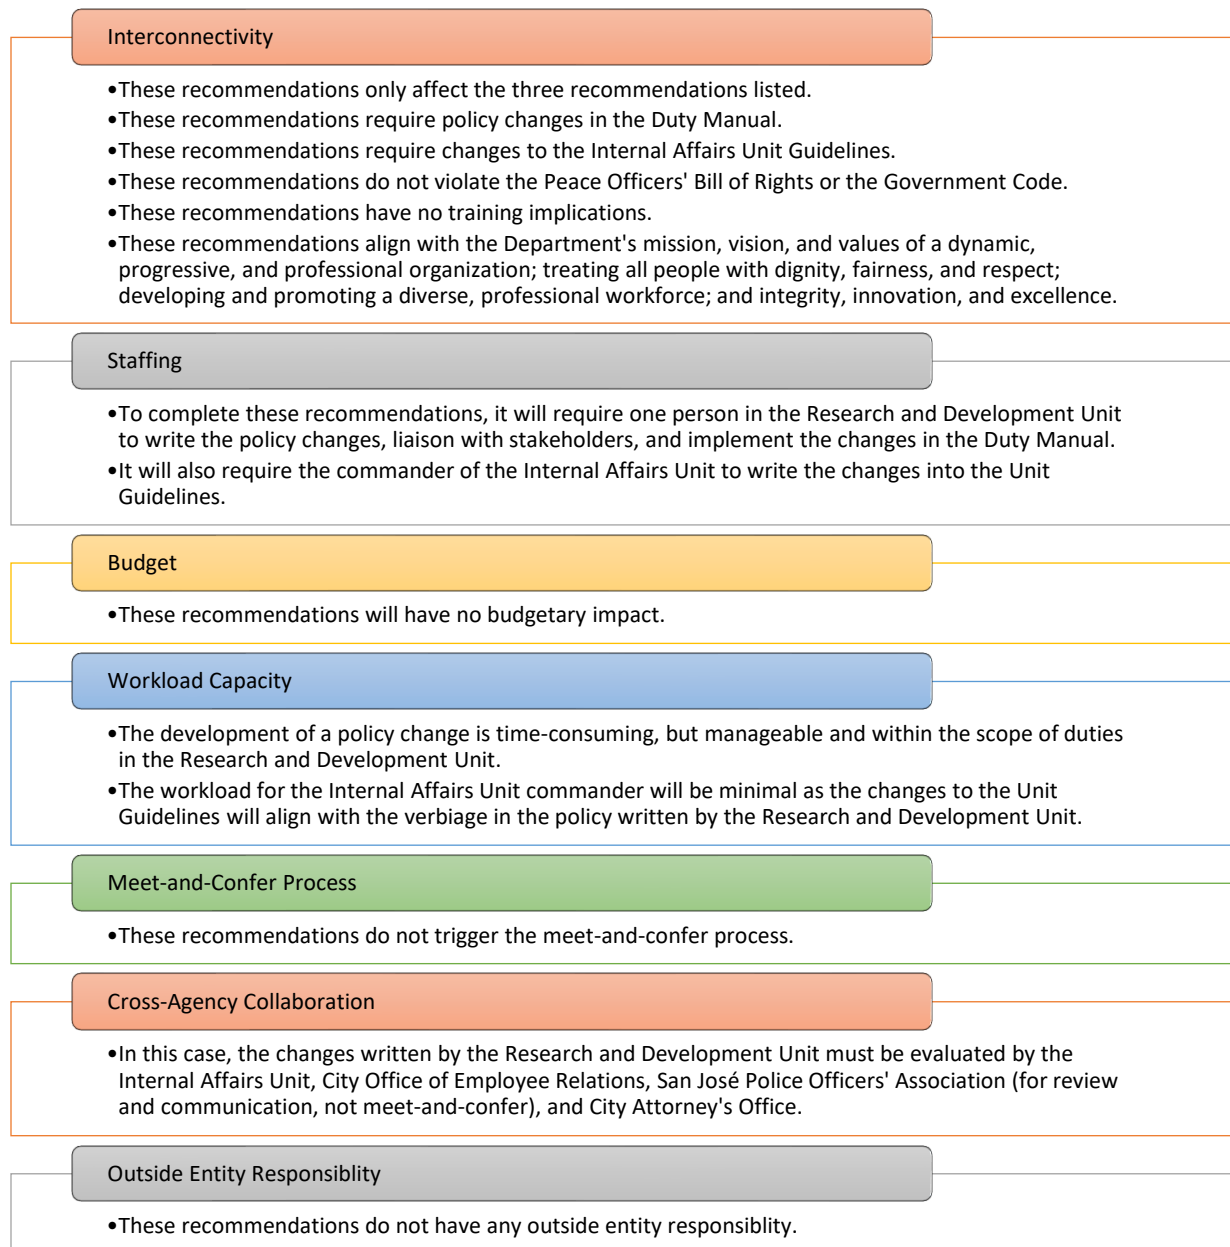 Interconnectivity
•These recommendations only affect the three recommendations listed.
•These recommendations require policy changes in the Duty Manual.
•These recommendations require changes to the Internal Affairs Unit Guidelines.
•These recommendations do not violate the Peace Officers' Bill of Rights or the Government Code.
•These recommendations have no training implications.
•These recommendations align with the Department's mission, vision, and values of a dynamic,
progressive, and professional organization; treating all people with dignity, fairness, and respect;
developing and promoting a diverse, professional workforce; and integrity, innovation, and excellence.
Staffing
•To complete these recommendations, it will require one person in the Research and Development Unit
to write the policy changes, liaison with stakeholders, and implement the changes in the Duty Manual.
•It will also require the commander of the Internal Affairs Unit to write the changes into the Unit
Guidelines.
Budget
•These recommendations will have no budgetary impact.
Workload Capacity
•The development of a policy change is time-consuming, but manageable and within the scope of duties
in the Research and Development Unit.
•The workload for the Internal Affairs Unit commander will be minimal as the changes to the Unit
Guidelines will align with the verbiage in the policy written by the Research and Development Unit.
Meet-and-Confer Process
•These recommendations do not trigger the meet-and-confer process.
Cross-Agency Collaboration
•In this case, the changes written by the Research and Development Unit must be evaluated by the
Internal Affairs Unit, City Office of Employee Relations, San José Police Officers' Association (for review
and communication, not meet-and-confer), and City Attorney's Office.
Outside Entity Responsiblity
•These recommendations do not have any outside entity responsiblity.